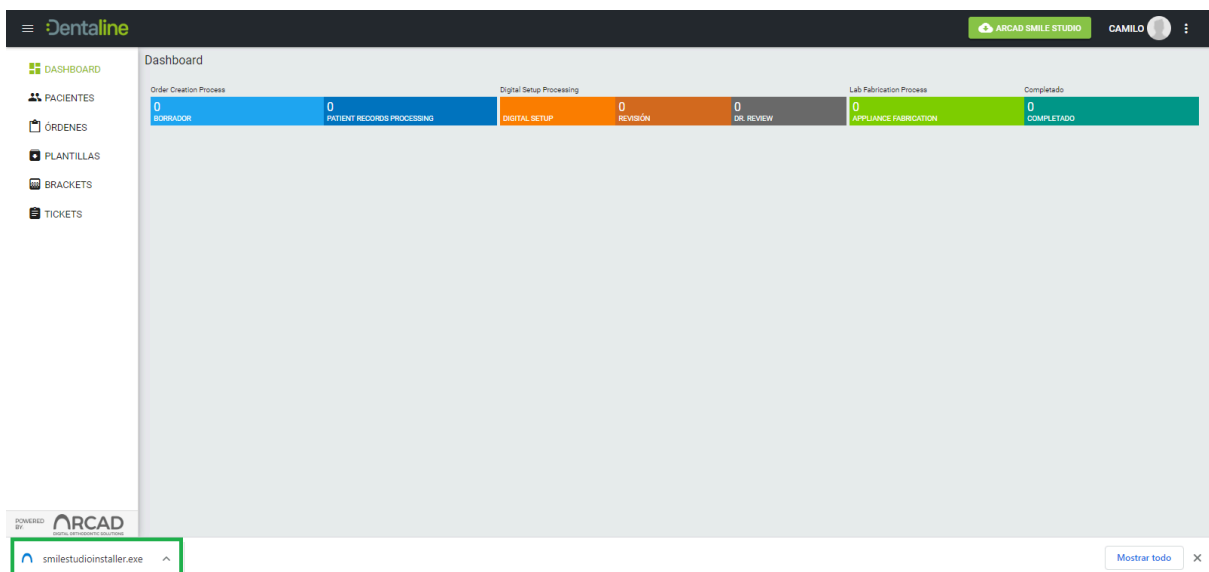 Dentaline
ARCAD SMILE STUDIO
CAMILO
DASHBOARD
PACIENTES
ÓRDENES
PLANTILLAS
BRACKETS
TICKETS
Dashboard
Order Creation Process
Digital Setup Processing
Lab Fabrication Process
Completado
0
BORRADOR
0
PATIENT RECORDS PROCESSING
0
DIGITAL SETUP
0
REVISIÓN
0
DR. REVIEW
0
APPLIANCE FABRICATION
0
COMPLETADO
POWERED
BY:
ARCAD
DIGITAL ORTHODONTIC SOLUTIONS
smilestudioinstaller.exe
Mostrar todo